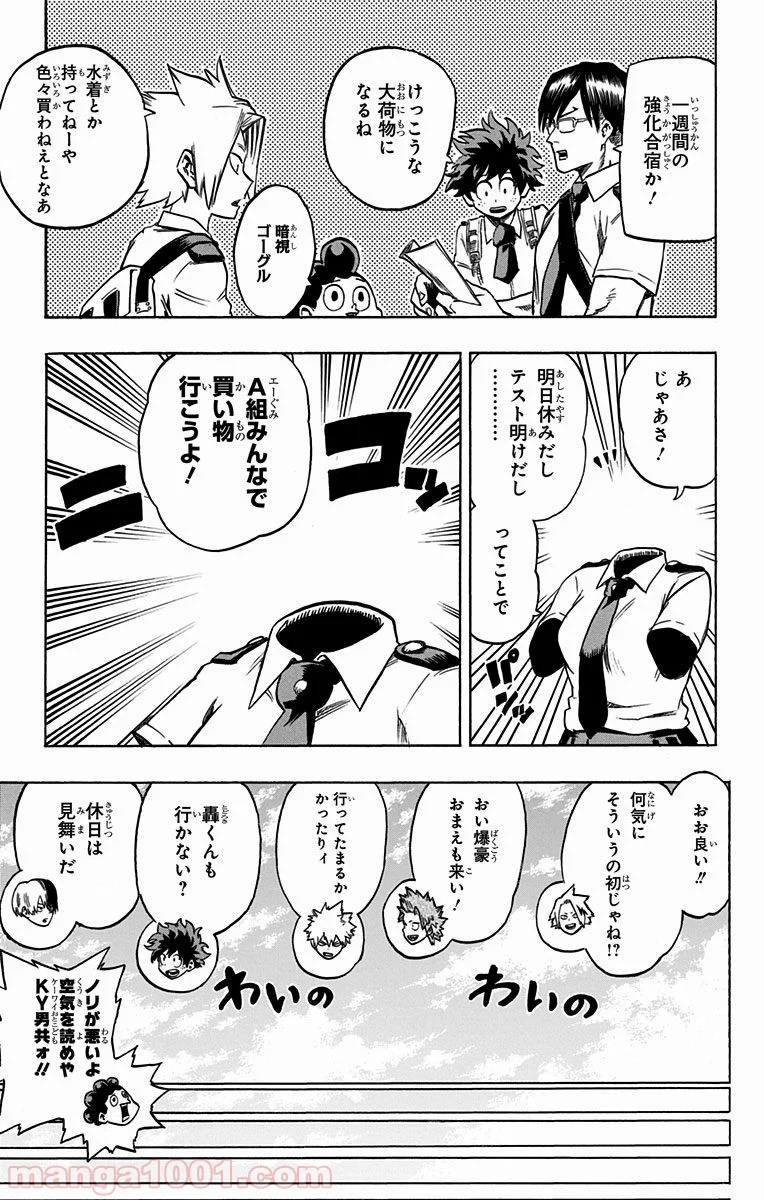 一週間の
強化合宿か!
けっこうな
大荷物に
なるね
暗視
ゴーグル
水着とか
持ってねーや
色々買わねえとなあ
あ
じゃあさ!
明日休みだし
テスト明けだし
…………
ってことで
パンッ
A組みんなで
買い物
行こうよ!
ニコッ
おお良い!!
何気に
そういうの初じゃね!?
おい爆豪
おまえも来い!
行ってたまるか
かったりィ
轟くんも
行かない?
休日は
見舞いだ
わいの
わいの
ノリが悪いよ
空気を読めや
KY男共ォ!!
manga1001.com